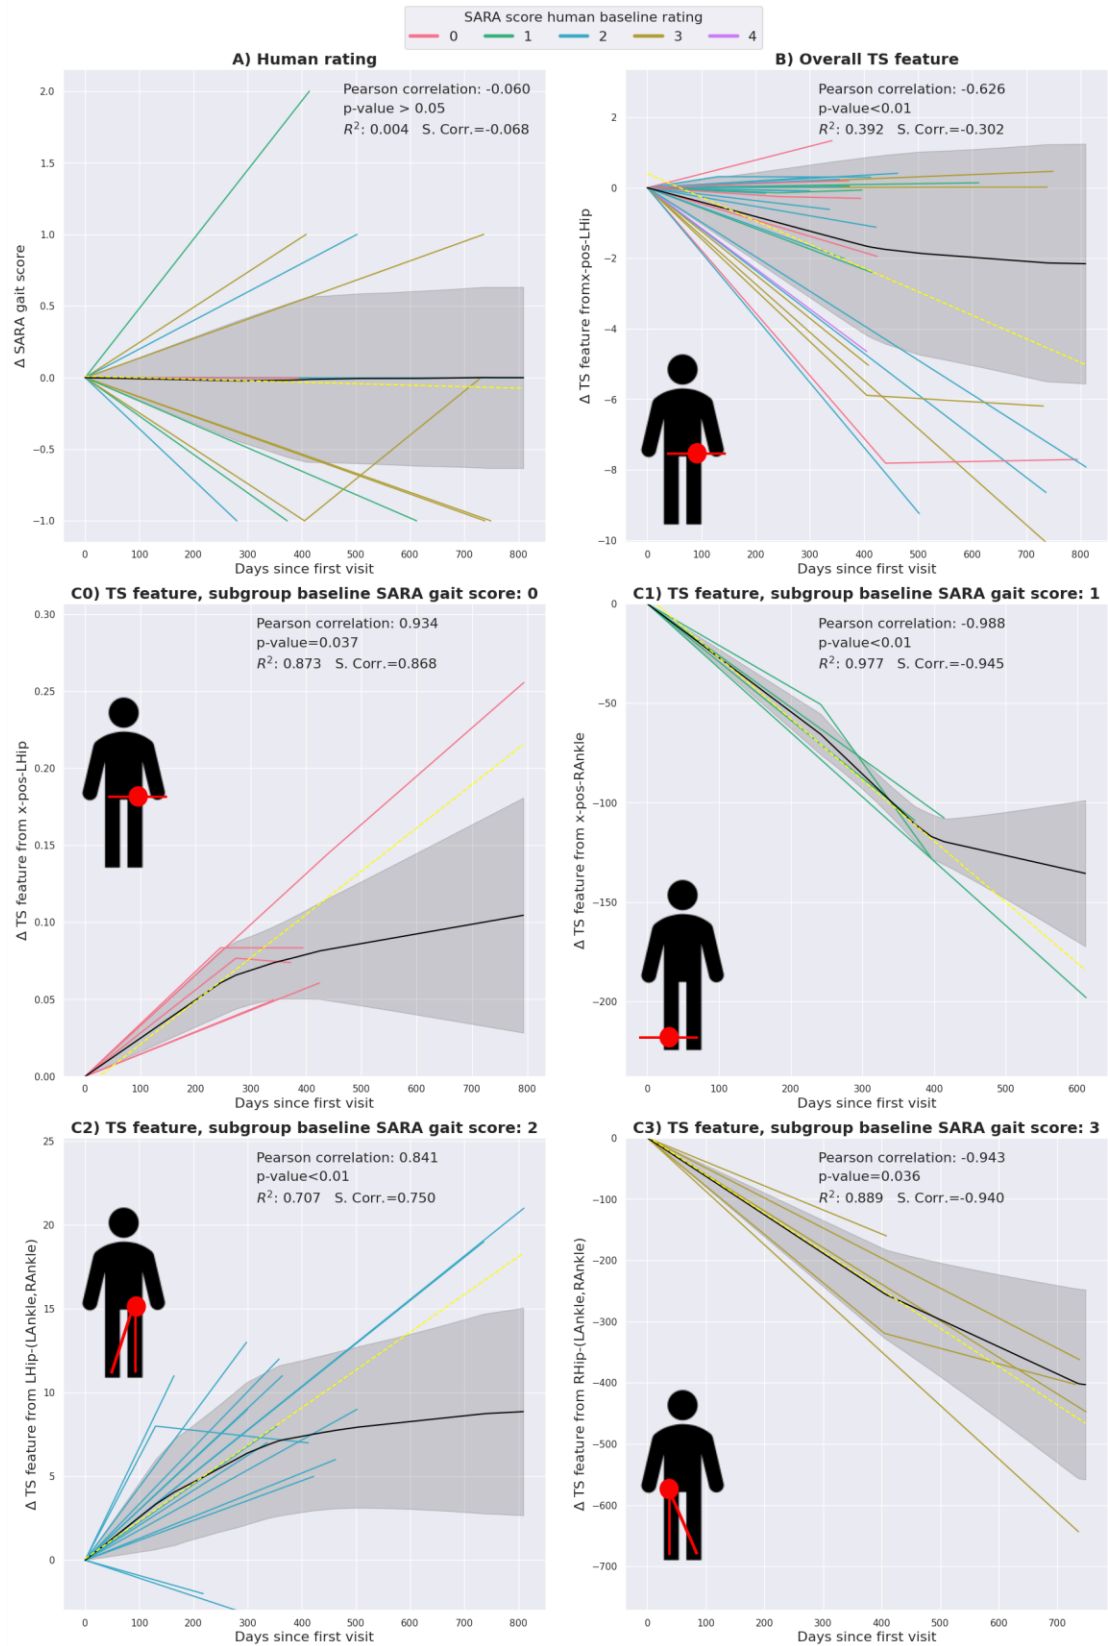 SARA score human baseline rating
0 1 2 3 4
A) Human rating
Pearson correlation: -0.060
p-value > 0.05
R²: 0.004 S. Corr.=-0.068
2.0
1.5
1.0
0.5
0.0
−0.5
−1.0
Δ SARA gait score
0 100 200 300 400 500 600 700 800
Days since first visit
B) Overall TS feature
Pearson correlation: -0.626
p-value<0.01
R²: 0.392 S. Corr.=-0.302
2
0
−2
−4
−6
−8
−10
Δ TS feature fromx-pos-LHip
0 100 200 300 400 500 600 700 800
Days since first visit
C0) TS feature, subgroup baseline SARA gait score: 0
Pearson correlation: 0.934
p-value=0.037
R²: 0.873 S. Corr.=0.868
0.30
0.25
0.20
0.15
0.10
0.05
0.00
Δ TS feature from x-pos-LHip
0 100 200 300 400 500 600 700 800
Days since first visit
C1) TS feature, subgroup baseline SARA gait score: 1
Pearson correlation: -0.988
p-value<0.01
R²: 0.977 S. Corr.=-0.945
0
−50
−100
−150
−200
Δ TS feature from x-pos-RAnkle
0 100 200 300 400 500 600
Days since first visit
C2) TS feature, subgroup baseline SARA gait score: 2
Pearson correlation: 0.841
p-value<0.01
R²: 0.707 S. Corr.=0.750
25
20
15
10
5
0
Δ TS feature from LHip-(LAnkle,RAnkle)
0 100 200 300 400 500 600 700 800
Days since first visit
C3) TS feature, subgroup baseline SARA gait score: 3
Pearson correlation: -0.943
p-value=0.036
R²: 0.889 S. Corr.=-0.940
0
−100
−200
−300
−400
−500
−600
−700
Δ TS feature from RHip-(LAnkle,RAnkle)
0 100 200 300 400 500 600 700
Days since first visit